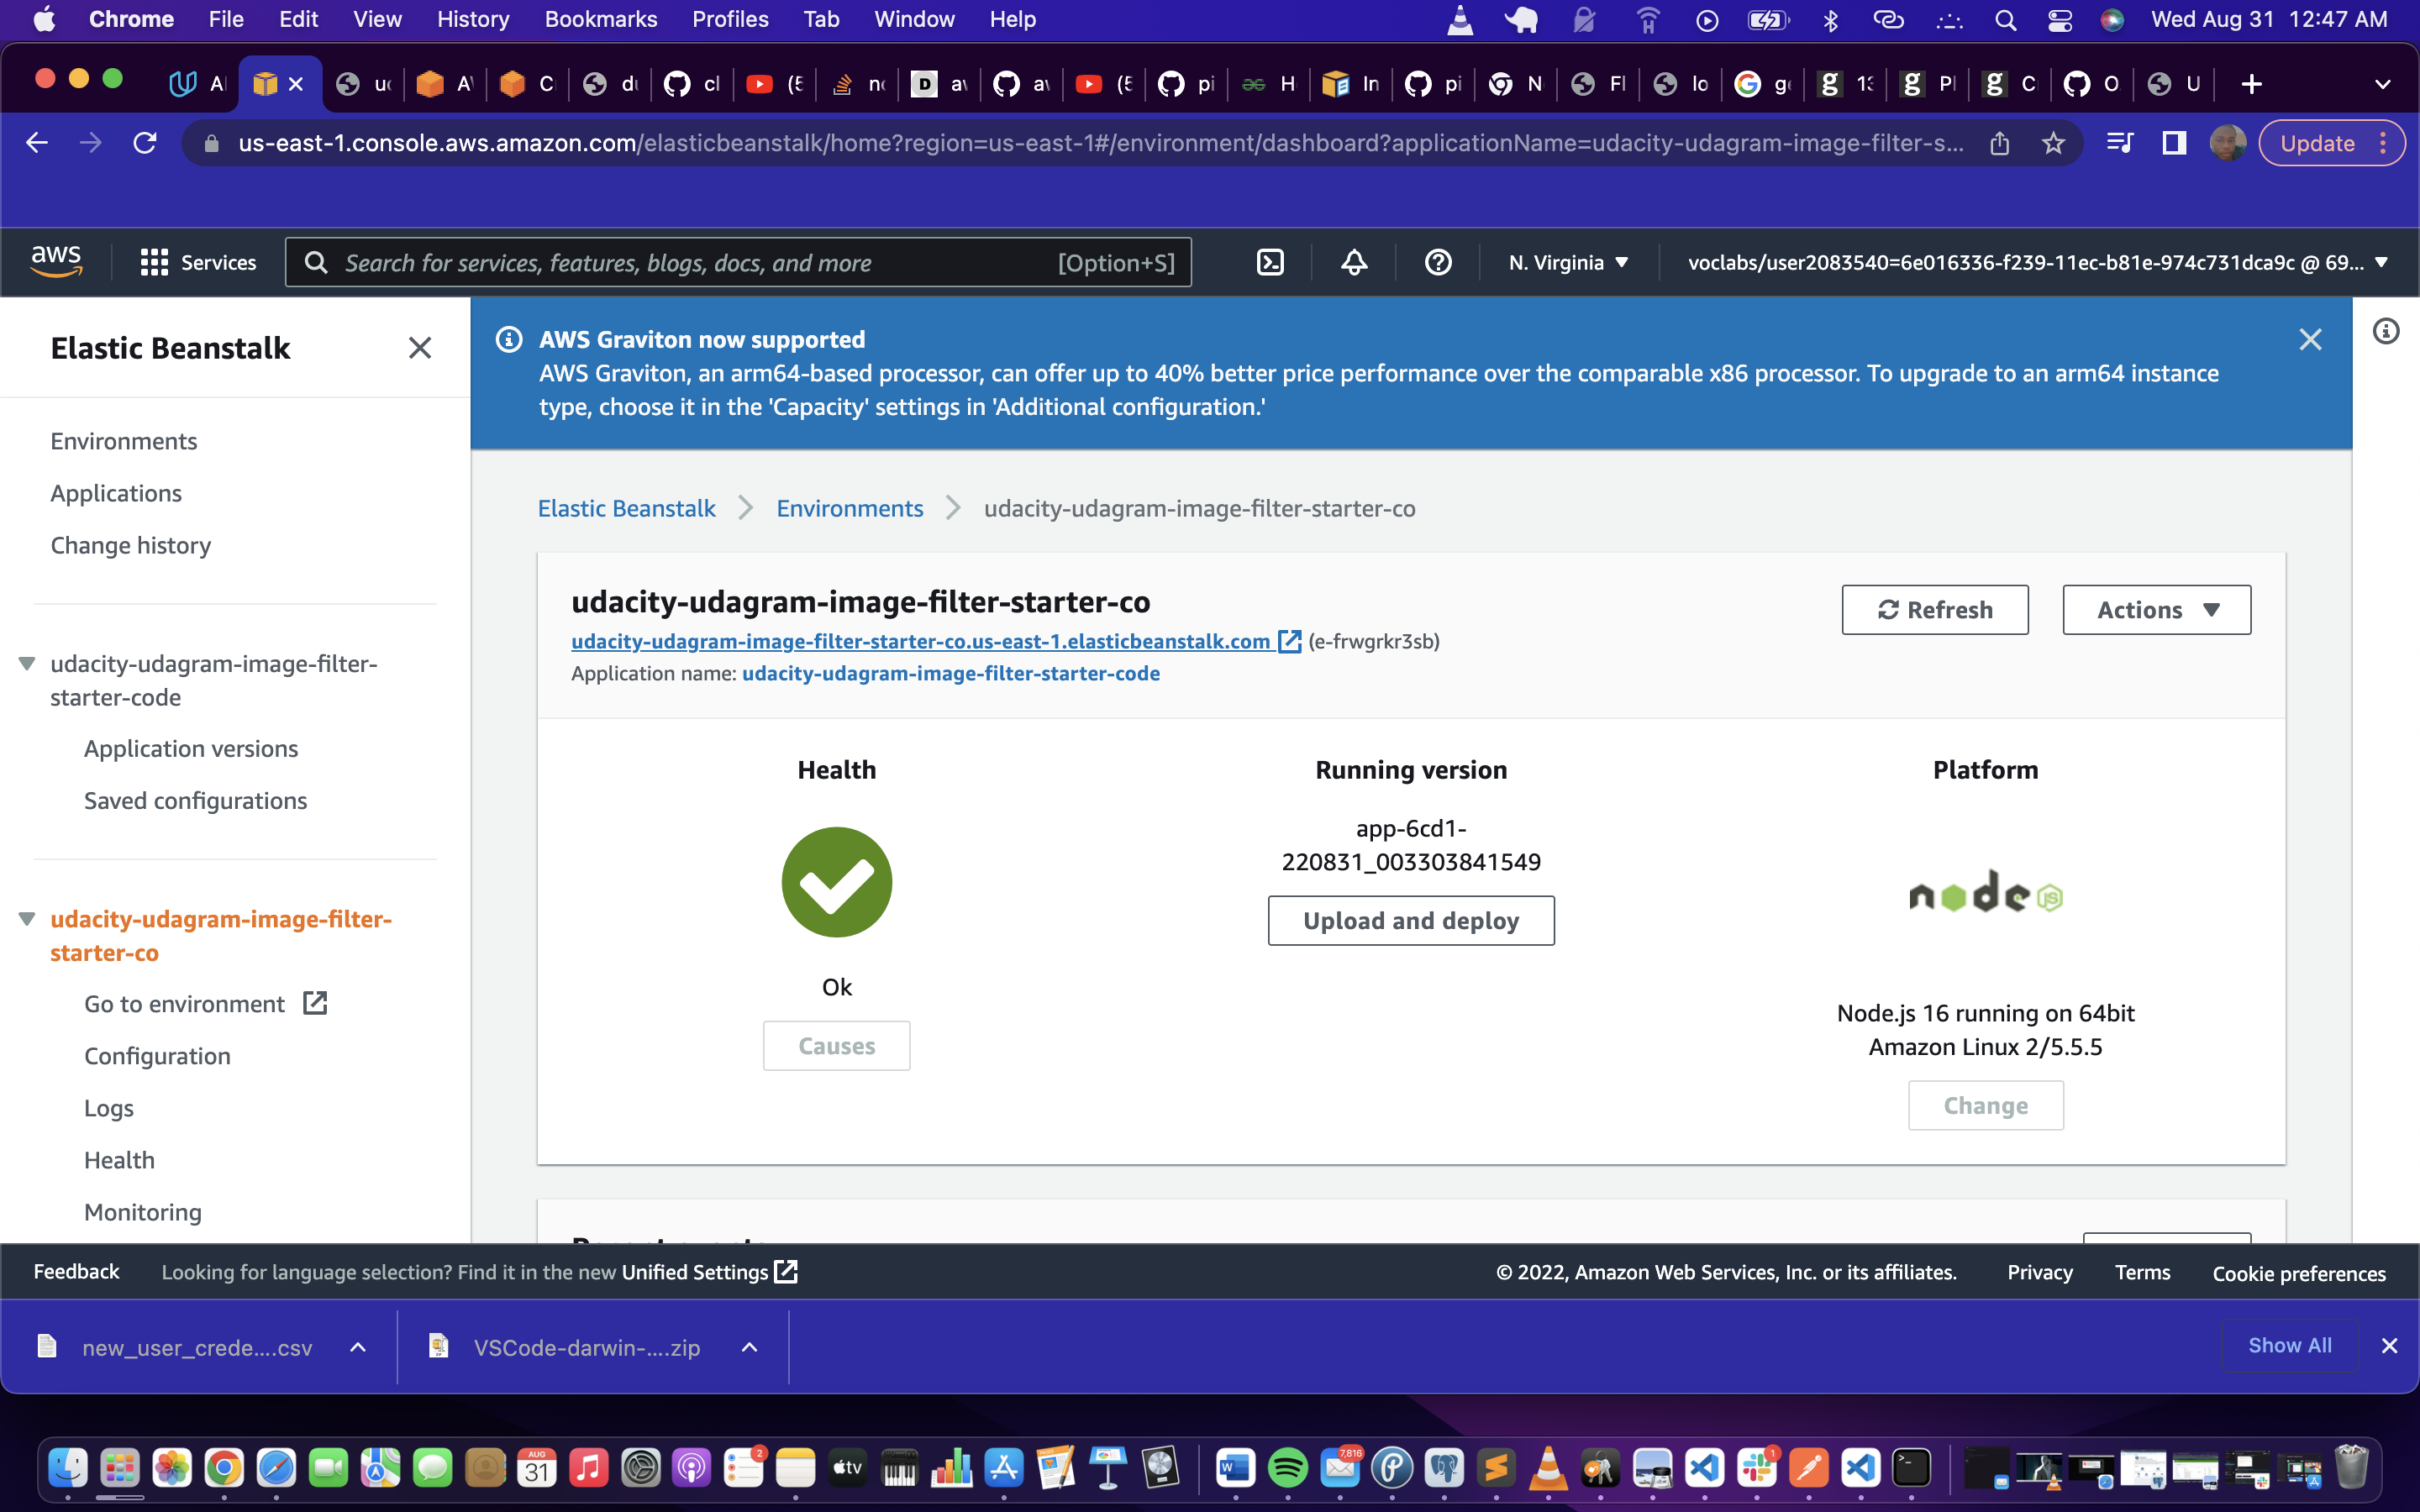 Chrome File Edit View History Bookmarks Profiles Tab Window Help Wed Aug 31 12:47 AM
us-east-1.console.aws.amazon.com/elasticbeanstalk/home?region=us-east-1#/environment/dashboard?applicationName=udacity-udagram-image-filter-s... Update
aws Services Search for services, features, blogs, docs, and more [Option+S] N. Virginia voclabs/user2083540=6e016336-f239-11ec-b81e-974c731dca9c @ 69...
Elastic Beanstalk
Environments
Applications
Change history
udacity-udagram-image-filter-
starter-code
Application versions
Saved configurations
udacity-udagram-image-filter-
starter-co
Go to environment
Configuration
Logs
Health
Monitoring
AWS Graviton now supported
AWS Graviton, an arm64-based processor, can offer up to 40% better price performance over the comparable x86 processor. To upgrade to an arm64 instance
type, choose it in the 'Capacity' settings in 'Additional configuration.'
Elastic Beanstalk Environments udacity-udagram-image-filter-starter-co
udacity-udagram-image-filter-starter-co
udacity-udagram-image-filter-starter-co.us-east-1.elasticbeanstalk.com (e-frwgrkr3sb)
Application name: udacity-udagram-image-filter-starter-code
Refresh Actions
Health
Ok
Causes
Running version
app-6cd1-
220831_003303841549
Upload and deploy
Platform
node JS
Node.js 16 running on 64bit
Amazon Linux 2/5.5.5
Change
Feedback Looking for language selection? Find it in the new Unified Settings © 2022, Amazon Web Services, Inc. or its affiliates. Privacy Terms Cookie preferences
new_user_crede....csv VSCode-darwin-....zip Show All
AUG
31
2
tv
7,816
1